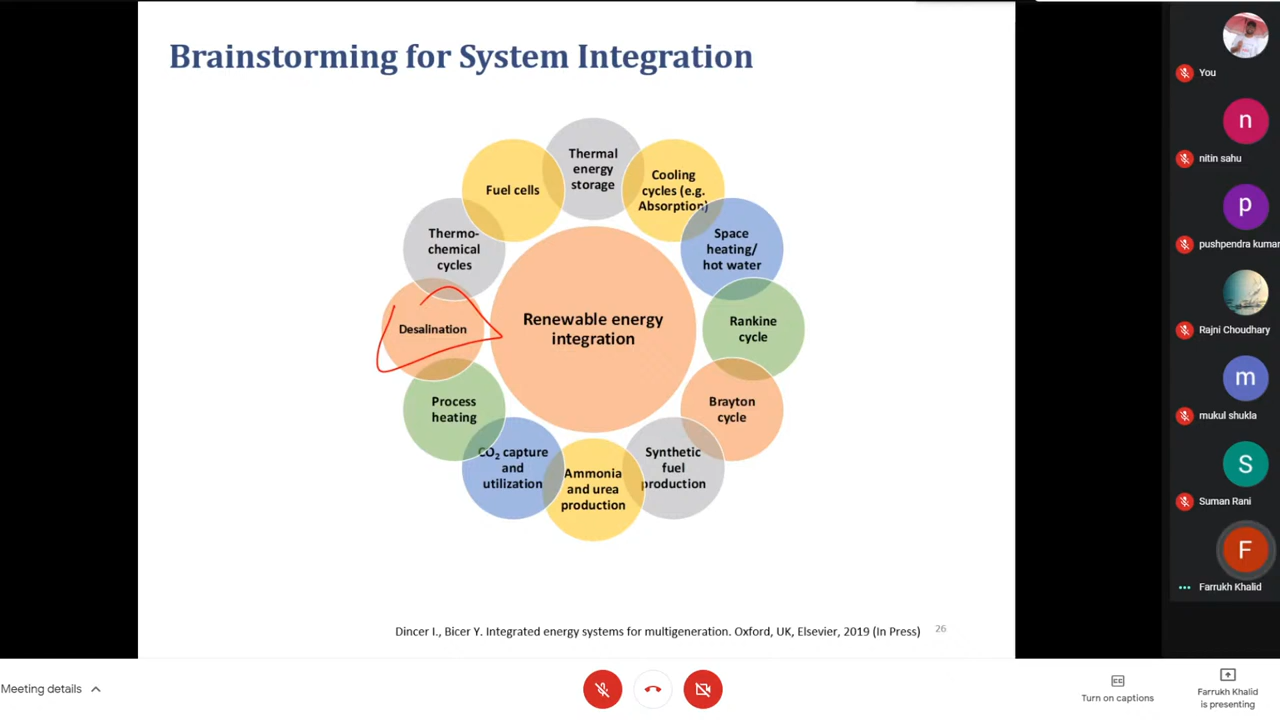 Brainstorming for System Integration
Thermal
energy
storage
Cooling
cycles (e.g.
Absorption)
Space
heating/
hot water
Rankine
cycle
Brayton
cycle
Synthetic
fuel
production
Ammonia
and urea
production
CO₂ capture
and
utilization
Process
heating
Desalination
Thermo-
chemical
cycles
Fuel cells
Renewable energy
integration
Dincer I., Bicer Y. Integrated energy systems for multigeneration. Oxford, UK, Elsevier, 2019 (In Press)
26
You
n
nitin sahu
p
pushpendra kumar
Rajni Choudhary
m
mukul shukla
S
Suman Rani
F
Farrukh Khalid
Meeting details
CC
Turn on captions
Farrukh Khalid
is presenting